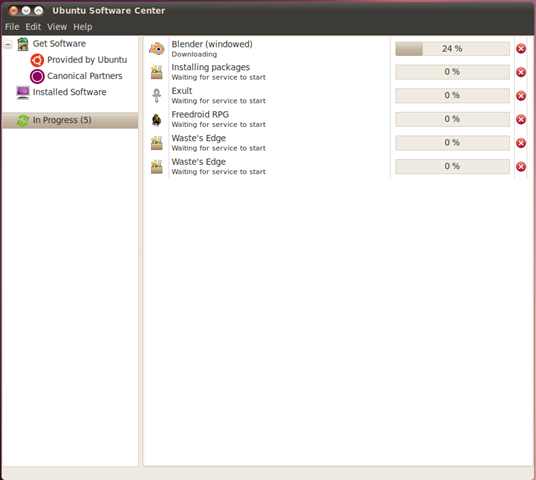 Ubuntu Software Center
File Edit View Help
Get Software
Provided by Ubuntu
Canonical Partners
Installed Software
In Progress (5)
Blender (windowed)
Downloading
24 %
Installing packages
Waiting for service to start
0 %
Exult
Waiting for service to start
0 %
Freedroid RPG
Waiting for service to start
0 %
Waste's Edge
Waiting for service to start
0 %
Waste's Edge
Waiting for service to start
0 %